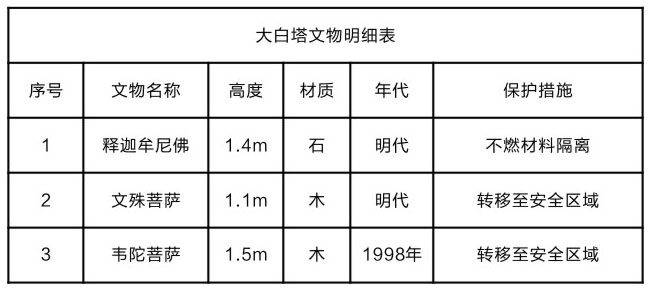 大白塔文物明细表
序号 文物名称 高度 材质 年代 保护措施
1 释迦牟尼佛 1.4m 石 明代 不燃材料隔离
2 文殊菩萨 1.1m 木 明代 转移至安全区域
3 韦陀菩萨 1.5m 木 1998年 转移至安全区域